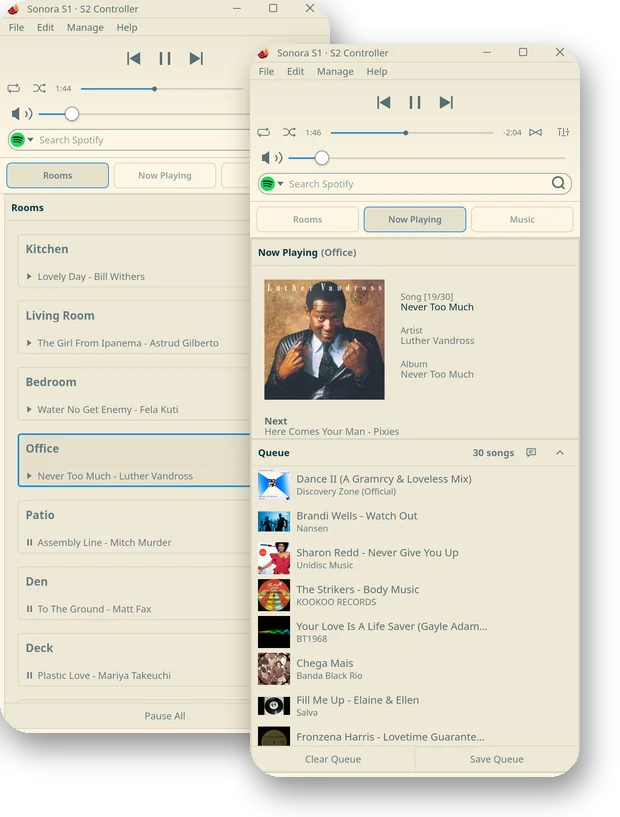 Sonora S1 · S2 Controller
File Edit Manage Help
1:44
Search Spotify
Rooms Now Playing
Rooms
Kitchen
Lovely Day - Bill Withers
Living Room
The Girl From Ipanema - Astrud Gilberto
Bedroom
Water No Get Enemy - Fela Kuti
Office
Never Too Much - Luther Vandross
Patio
Assembly Line - Mitch Murder
Den
To The Ground - Matt Fax
Deck
Plastic Love - Mariya Takeuchi
Pause All
Sonora S1 · S2 Controller
File Edit Manage Help
1:46 -2:04
Search Spotify
Rooms Now Playing Music
Now Playing (Office)
Luther Vandross
Song [19/30]
Never Too Much
Artist
Luther Vandross
Album
Never Too Much
Next
Here Comes Your Man - Pixies
Queue 30 songs
Dance II (A Gramrcy & Loveless Mix)
Discovery Zone (Official)
Brandi Wells - Watch Out
Nansen
Sharon Redd - Never Give You Up
Unidisc Music
The Strikers - Body Music
KOOKOO RECORDS
Your Love Is A Life Saver (Gayle Adam...
BT1968
Chega Mais
Banda Black Rio
Fill Me Up - Elaine & Ellen
Salva
Fronzena Harris - Lovetime Guarante...
Clear Queue Save Queue